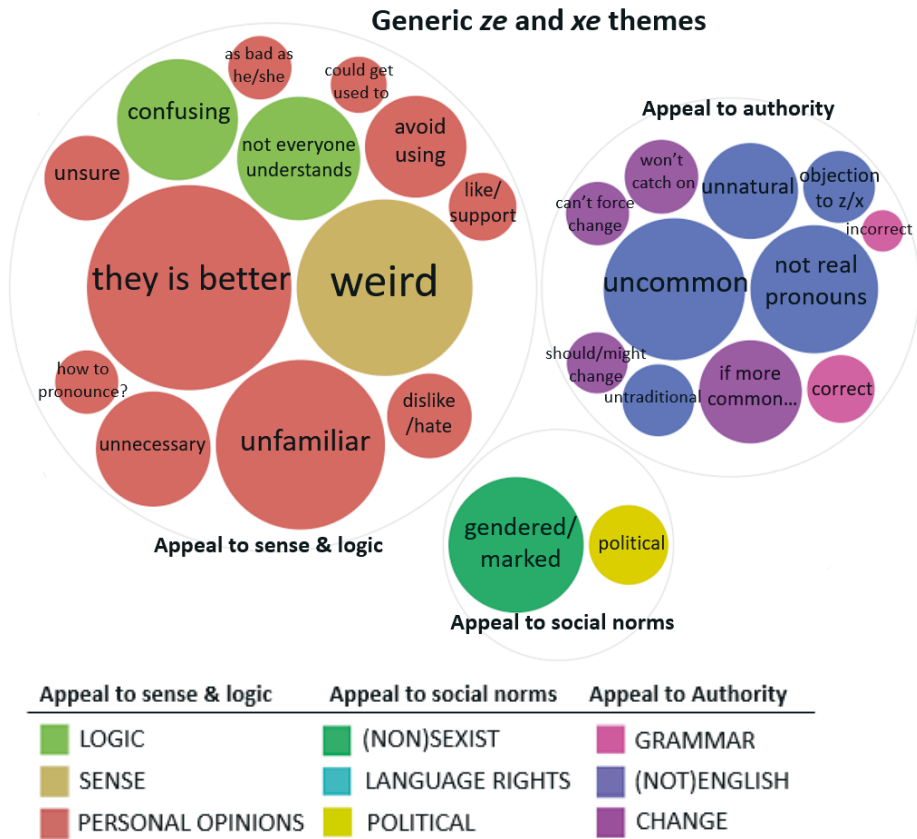 Generic ze and xe themes
as bad as
he/she
could get
used to
confusing
not everyone
understands
avoid
using
unsure
like/
support
they is better
weird
how to
pronounce?
unnecessary
unfamiliar
dislike
/hate
Appeal to sense & logic
Appeal to authority
won't
catch on
unnatural
objection
to z/x
can't force
change
incorrect
uncommon
not real
pronouns
should/might
change
untraditional
if more
common...
correct
gendered/
marked
political
Appeal to social norms
Appeal to sense & logic
Appeal to social norms
Appeal to Authority
LOGIC
(NON)SEXIST
GRAMMAR
SENSE
LANGUAGE RIGHTS
(NOT)ENGLISH
PERSONAL OPINIONS
POLITICAL
CHANGE